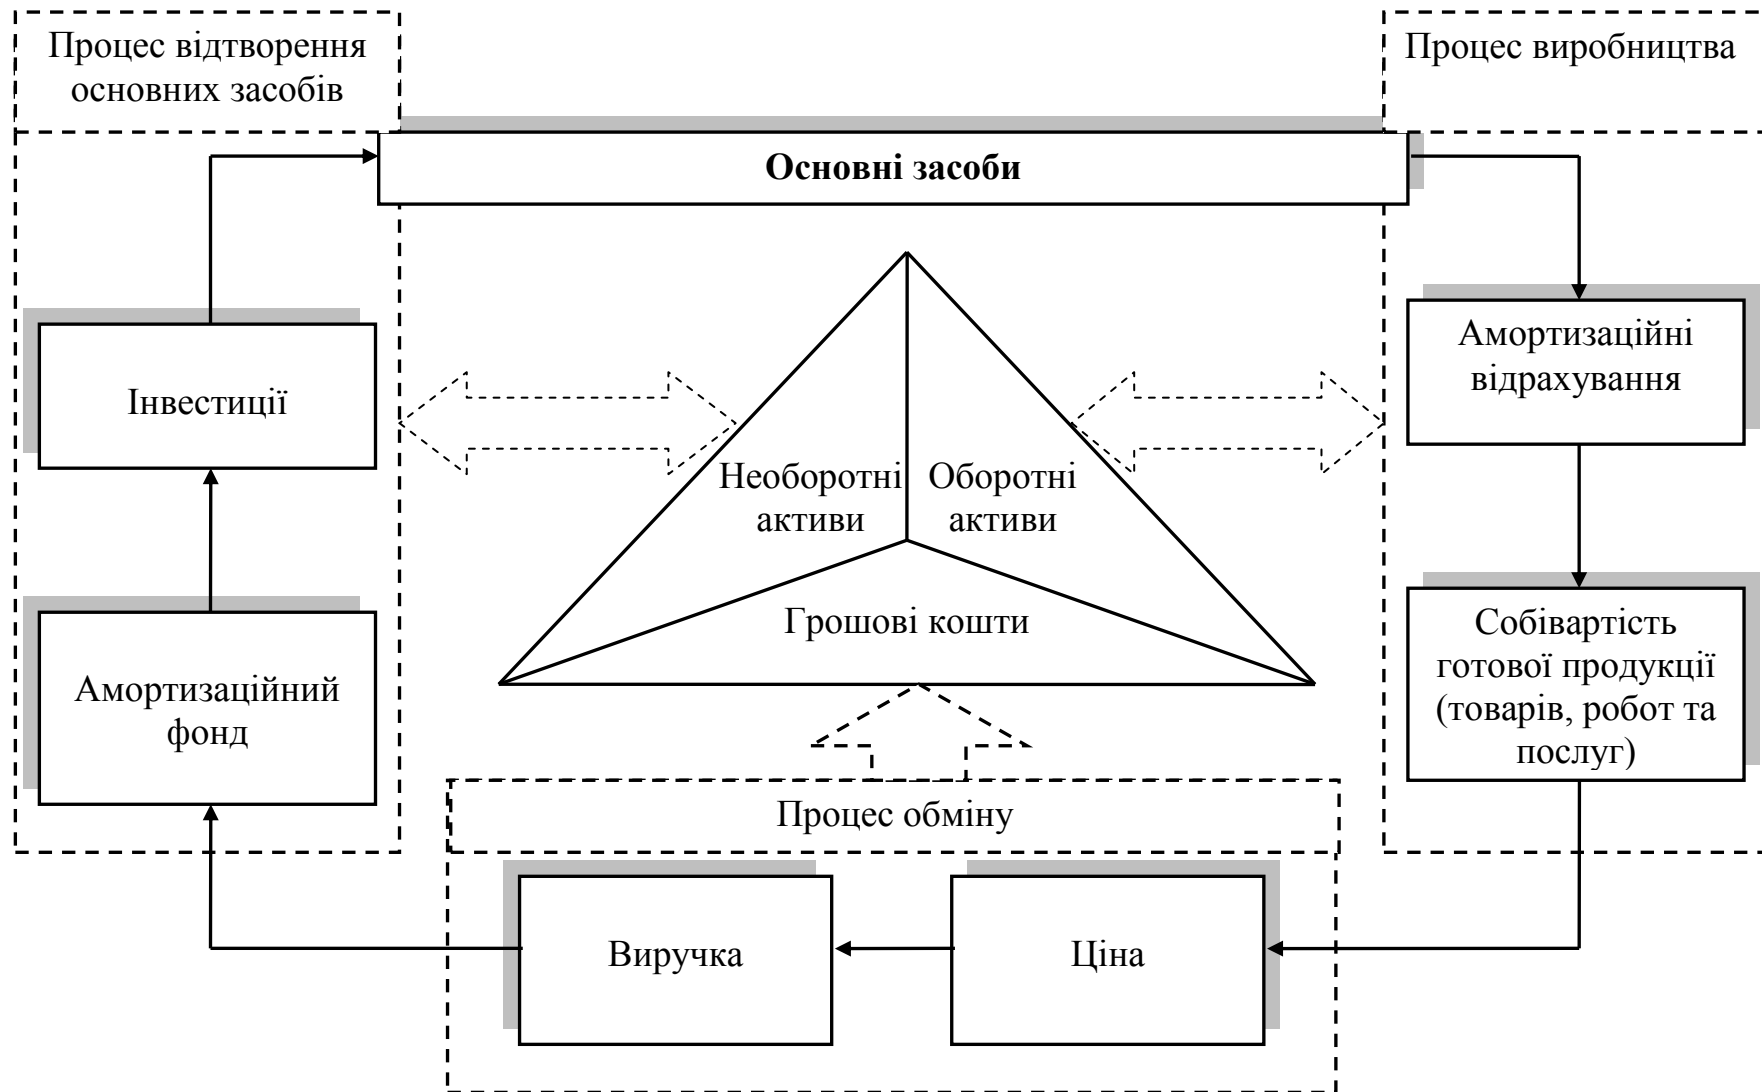 Процес відтворення
основних засобів
Процес виробництва
Основні засоби
Інвестиції
Амортизаційні
відрахування
Необоротні
активи
Оборотні
активи
Грошові кошти
Амортизаційний
фонд
Собівартість
готової продукції
(товарів, робот та
послуг)
Процес обміну
Виручка
Ціна